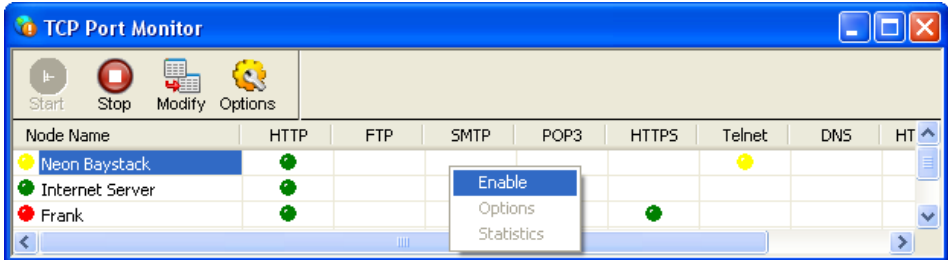 TCP Port Monitor
Start Stop Modify Options
Node Name HTTP FTP SMTP POP3 HTTPS Telnet DNS HT
Neon Baystack
Enable
Internet Server
Options
Frank
Statistics